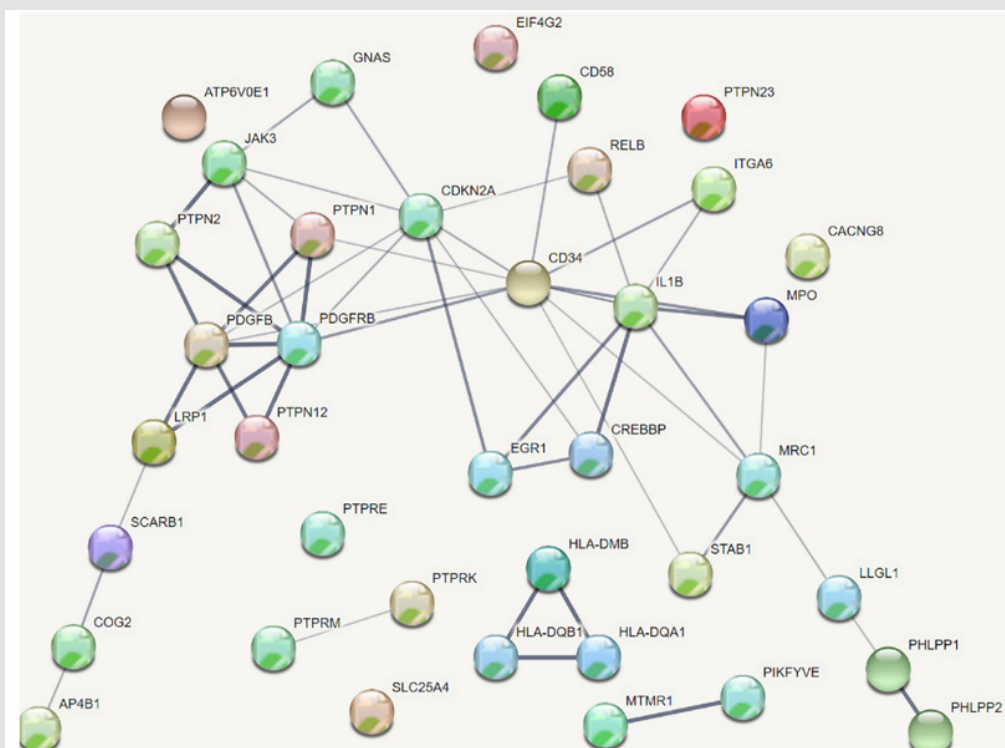 EIF4G2
GNAS
CD58
ATP6V0E1
PTPN23
JAK3
RELB
ITGA6
CDKN2A
PTPN1
PTPN2
CACNG8
CD34
IL1B
MPO
PDGFB
PDGFRB
LRP1
PTPN12
CREBBP
EGR1
MRC1
PTPRE
SCARB1
HLA-DMB
STAB1
LLGL1
PTPRK
COG2
PTPRM
HLA-DQB1
HLA-DQA1
PHLPP1
PIKFYVE
SLC25A4
MTMR1
AP4B1
PHLPP2